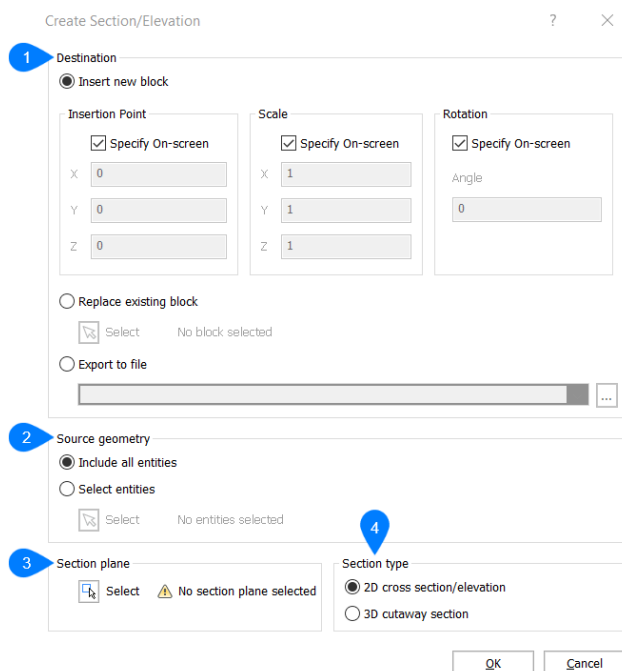 Create Section/Elevation ?
1 Destination
Insert new block
Insertion Point Scale Rotation
Specify On-screen Specify On-screen Specify On-screen
X 0 X 1 Angle
Y 0 Y 1 0
Z 0 Z 1
Replace existing block
Select No block selected
Export to file
...
2 Source geometry
Include all entities
Select entities
Select No entities selected
4
3 Section plane Section type
Select No section plane selected 2D cross section/elevation
3D cutaway section
OK Cancel